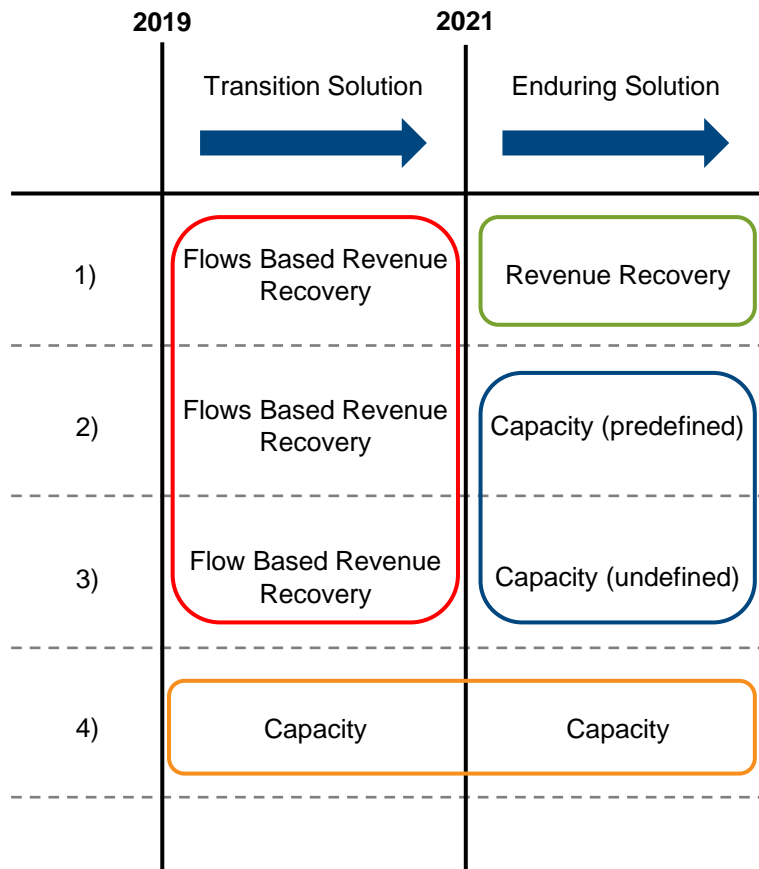 2019
2021
Transition Solution
Enduring Solution
1)
Flows Based Revenue
Recovery
Revenue Recovery
2)
Flows Based Revenue
Recovery
Capacity (predefined)
3)
Flow Based Revenue
Recovery
Capacity (undefined)
4)
Capacity
Capacity